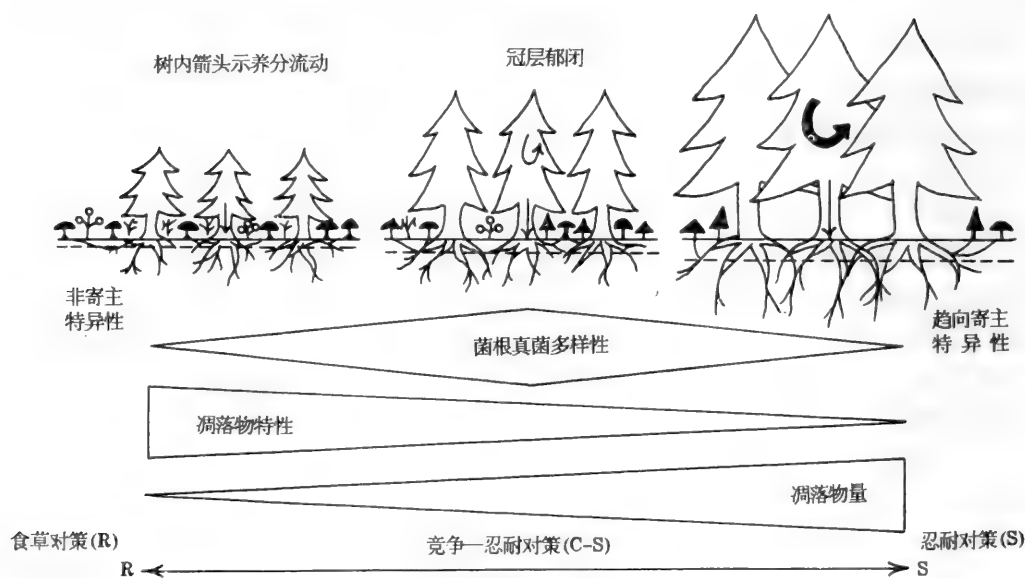 树内箭头示养分流动
冠层郁闭
非寄主
特异性
趋向寄主
特异性
菌根真菌多样性
凋落物特性
凋落物量
食草对策(R)
竞争—忍耐对策(C-S)
忍耐对策(S)
R
S